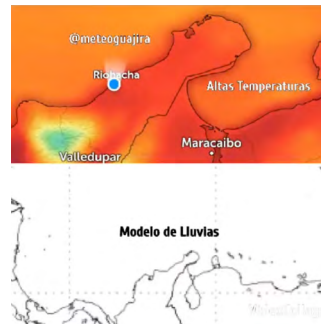 @meteoguajira
Riohacha
Altas Temperaturas
Valledupar
Maracaibo
Modelo de Lluvias